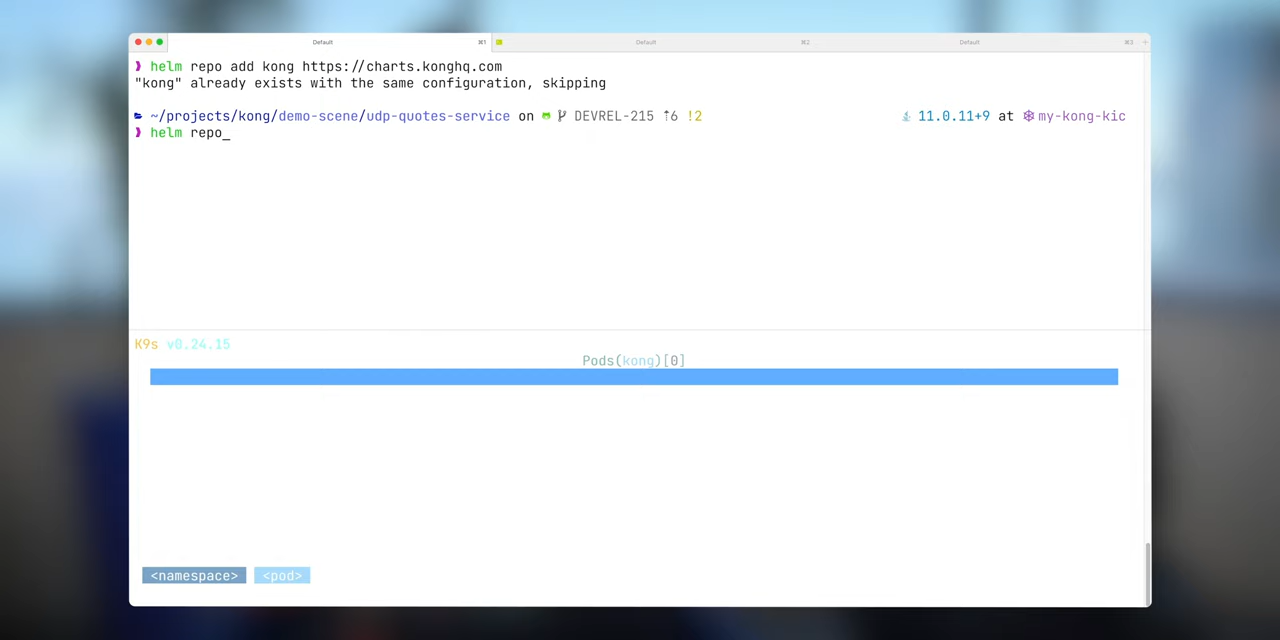 Default ⌘1 Default ⌘2 Default ⌘3 +
❱ helm repo add kong https://charts.konghq.com
"kong" already exists with the same configuration, skipping
~/projects/kong/demo-scene/udp-quotes-service on DEVREL-215 ⇡6 !2 11.0.11+9 at my-kong-kic
❱ helm repo_
K9s v0.24.15
Pods(kong)[0]
<namespace> <pod>